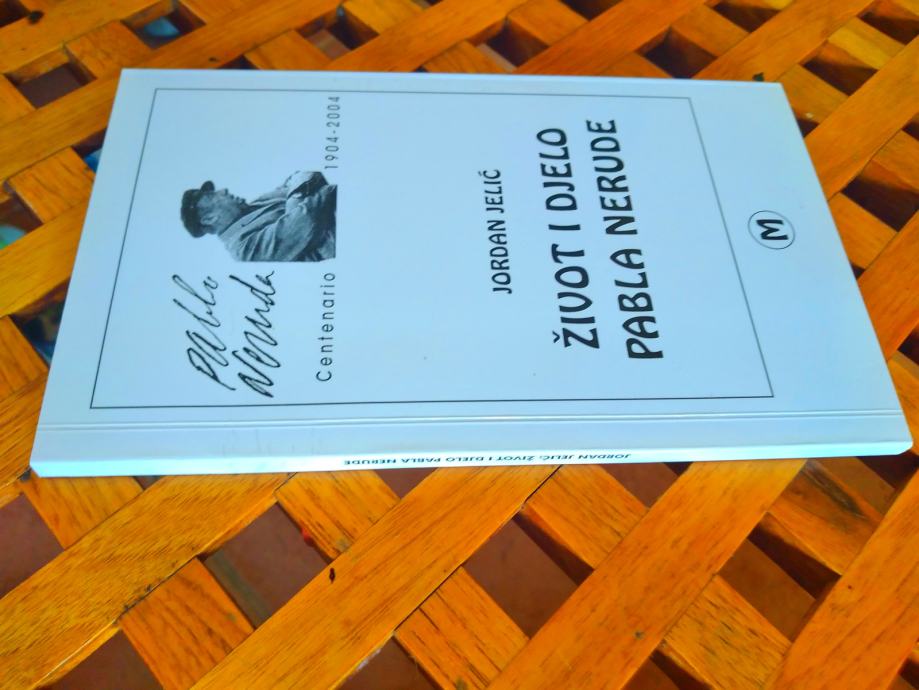 Pablo
Neruda
Centenario 1904-2004
JORDAN JELIĆ
ŽIVOT I DJELO
PABLA NERUDE
M
JORDAN JELIĆ: ŽIVOT I DJELO PABLA NERUDE